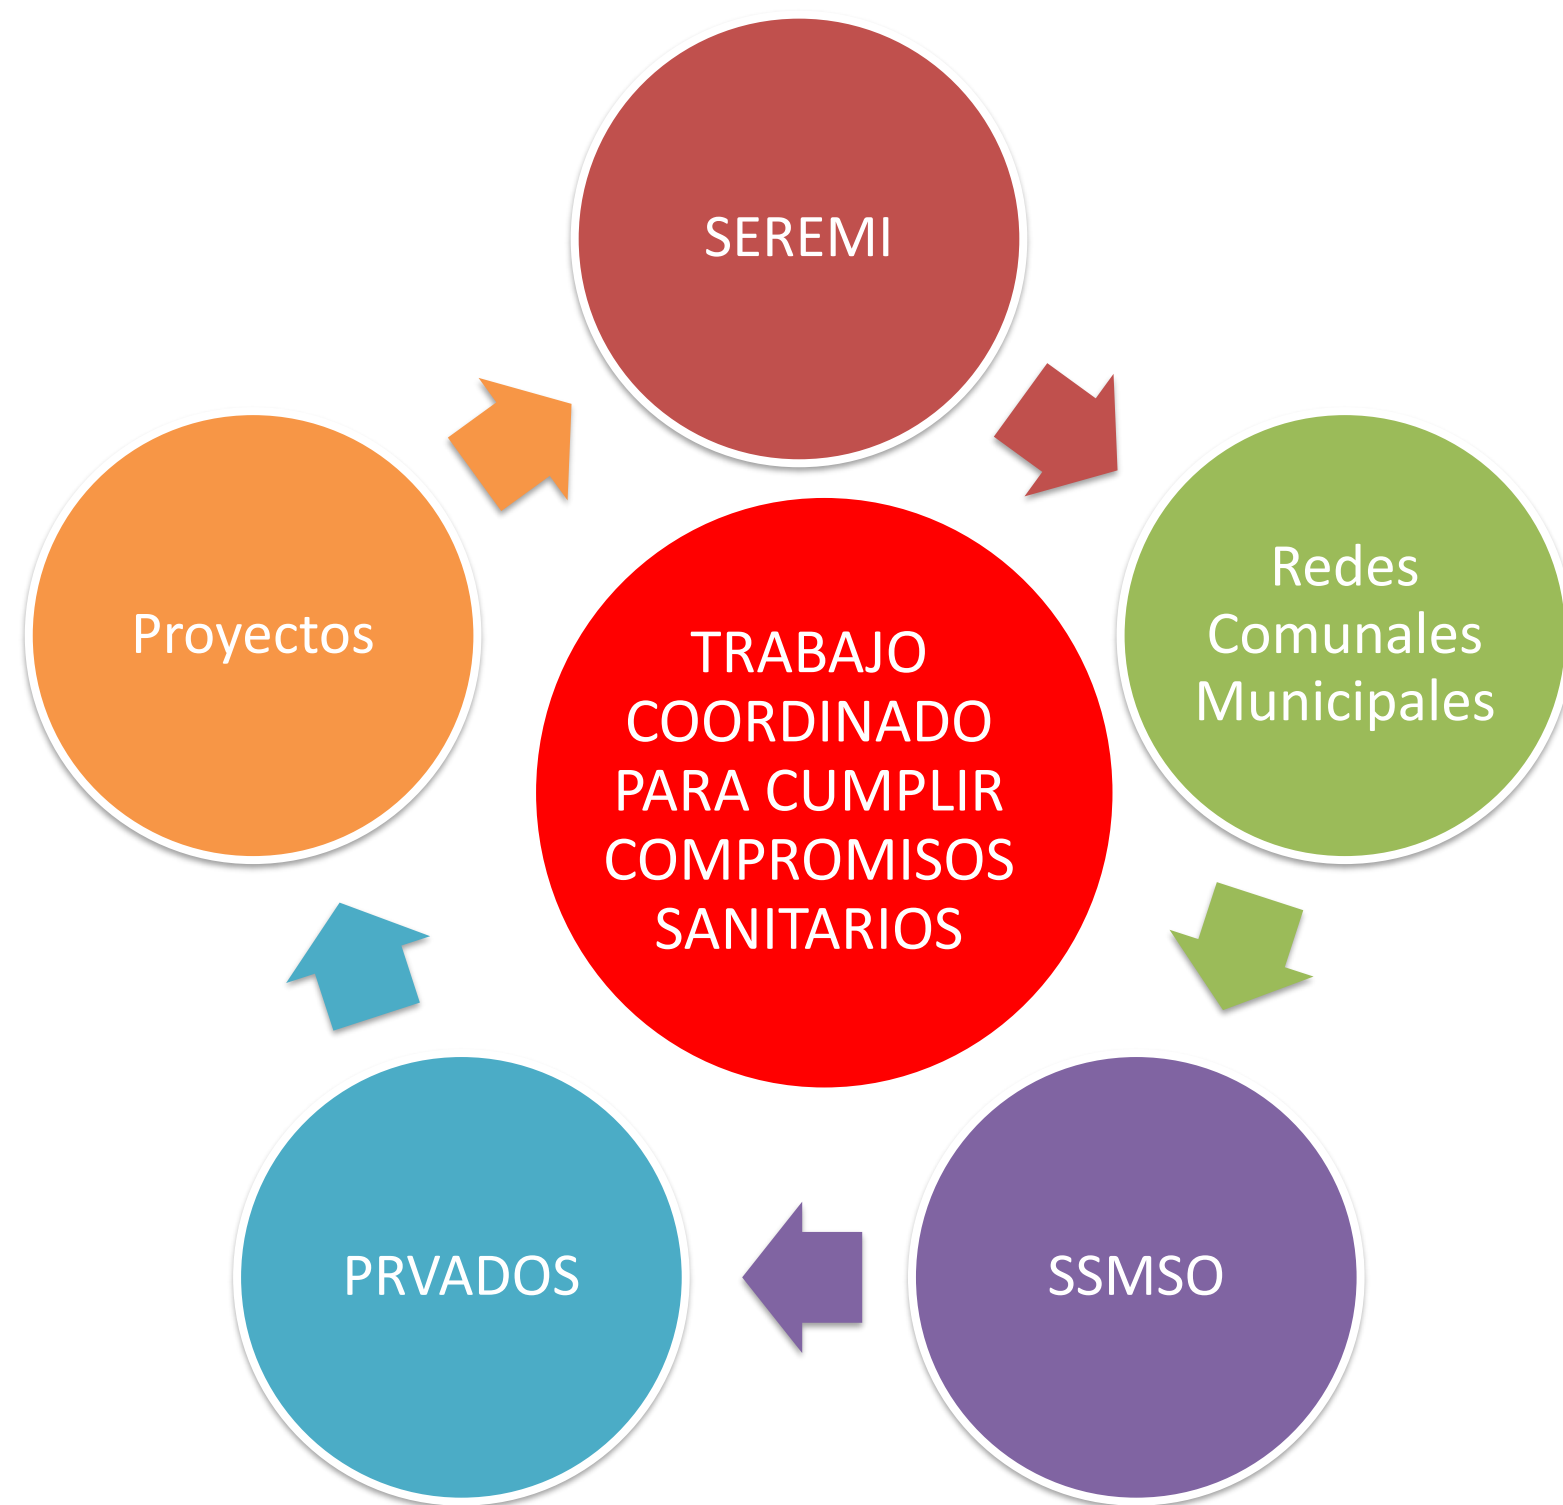 SEREMI
Redes
Comunales
Municipales
SSMSO
PRVADOS
Proyectos
TRABAJO
COORDINADO
PARA CUMPLIR
COMPROMISOS
SANITARIOS